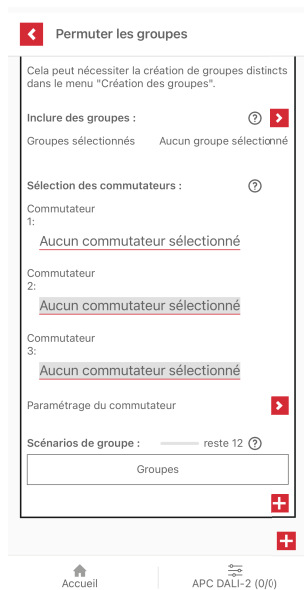 Permuter les groupes
Cela peut nécessiter la création de groupes distincts
dans le menu "Création des groupes".
Inclure des groupes : ?
Groupes sélectionnés Aucun groupe sélectionné
Sélection des commutateurs : ?
Commutateur
1:
Aucun commutateur sélectionné
Commutateur
2:
Aucun commutateur sélectionné
Commutateur
3:
Aucun commutateur sélectionné
Paramétrage du commutateur
Scénarios de groupe : reste 12 ?
Groupes
Accueil APC DALI-2 (0/0)